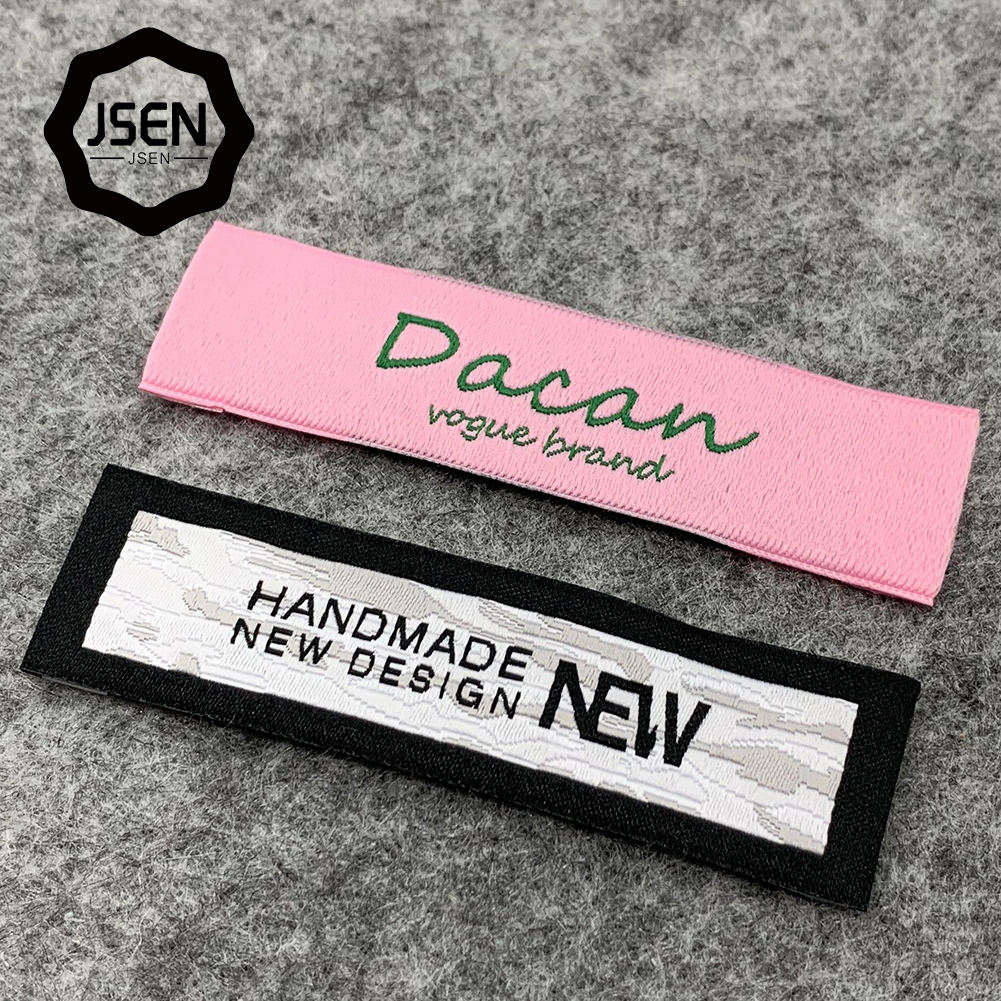 JSEN
JSEN
Dacan
vogue brand
HANDMADE
NEW DESIGN
NEW